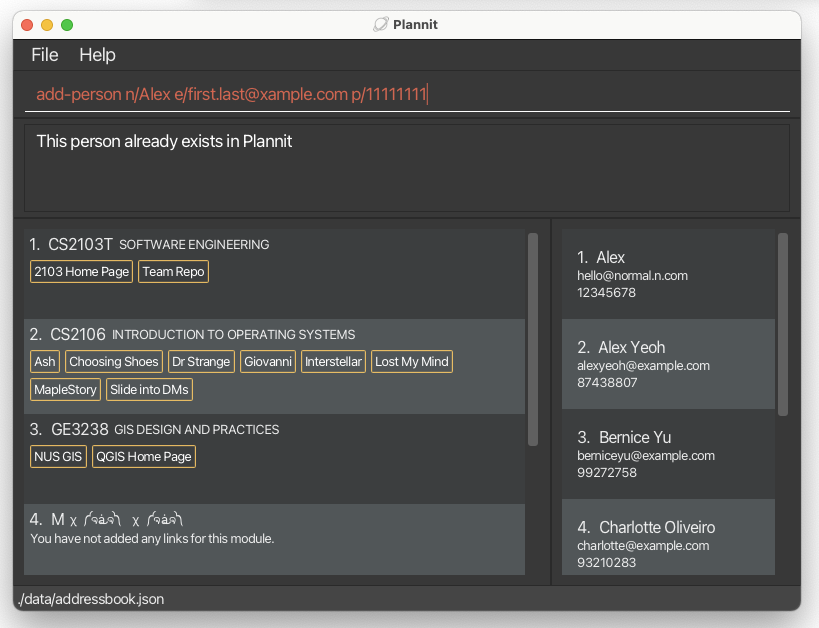 Plannit
File Help
add-person n/Alex e/first.last@xample.com p/11111111
This person already exists in Plannit
1. CS2103T SOFTWARE ENGINEERING
2103 Home Page Team Repo
2. CS2106 INTRODUCTION TO OPERATING SYSTEMS
Ash Choosing Shoes Dr Strange Giovanni Interstellar Lost My Mind
MapleStory Slide into DMs
3. GE3238 GIS DESIGN AND PRACTICES
NUS GIS QGIS Home Page
4. M χ
You have not added any links for this module.
1. Alex
hello@normal.n.com
12345678
2. Alex Yeoh
alexyeoh@example.com
87438807
3. Bernice Yu
berniceyu@example.com
99272758
4. Charlotte Oliveiro
charlotte@example.com
93210283
./data/addressbook.json